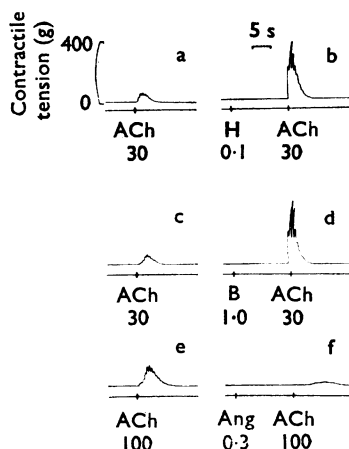 Contractile
tension (g)
400
0
5 s
a
b
ACh
30
H
0·1
ACh
30
c
d
ACh
30
B
1·0
ACh
30
e
f
ACh
100
Ang
0·3
ACh
100